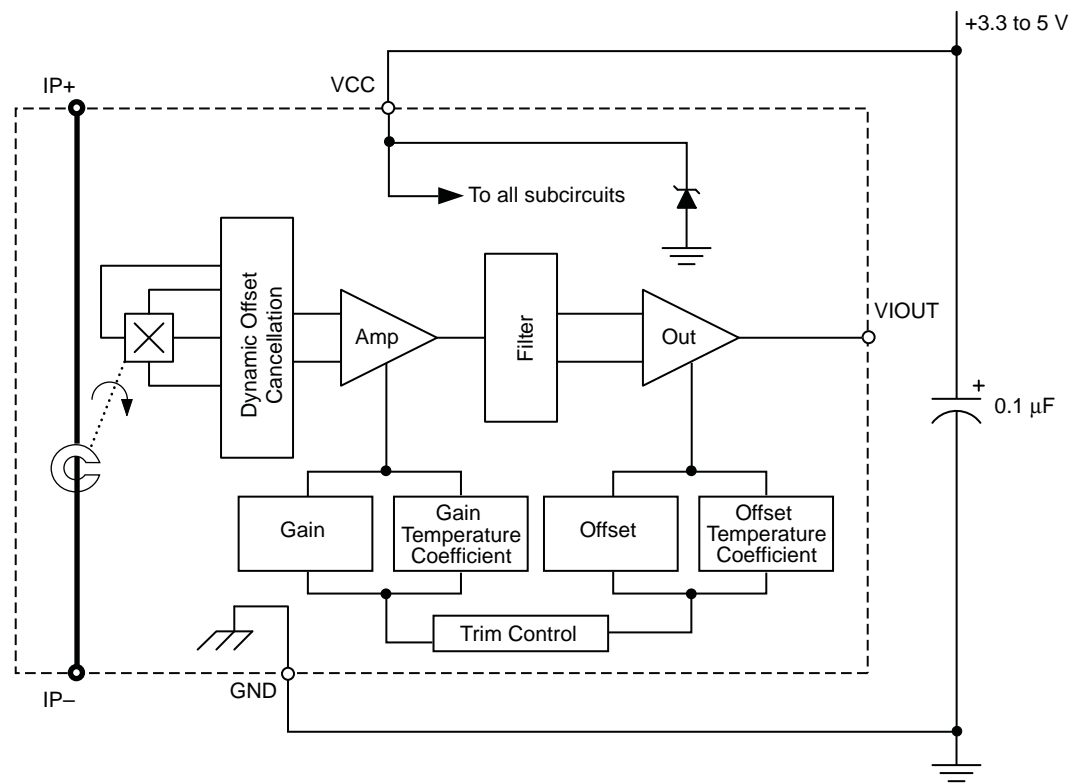 +3.3 to 5 V
VCC
IP+
To all subcircuits
Dynamic Offset
Cancellation
Amp
Filter
Out
VIOUT
+
0.1 μF
Gain
Gain
Temperature
Coefficient
Offset
Offset
Temperature
Coefficient
Trim Control
GND
IP–